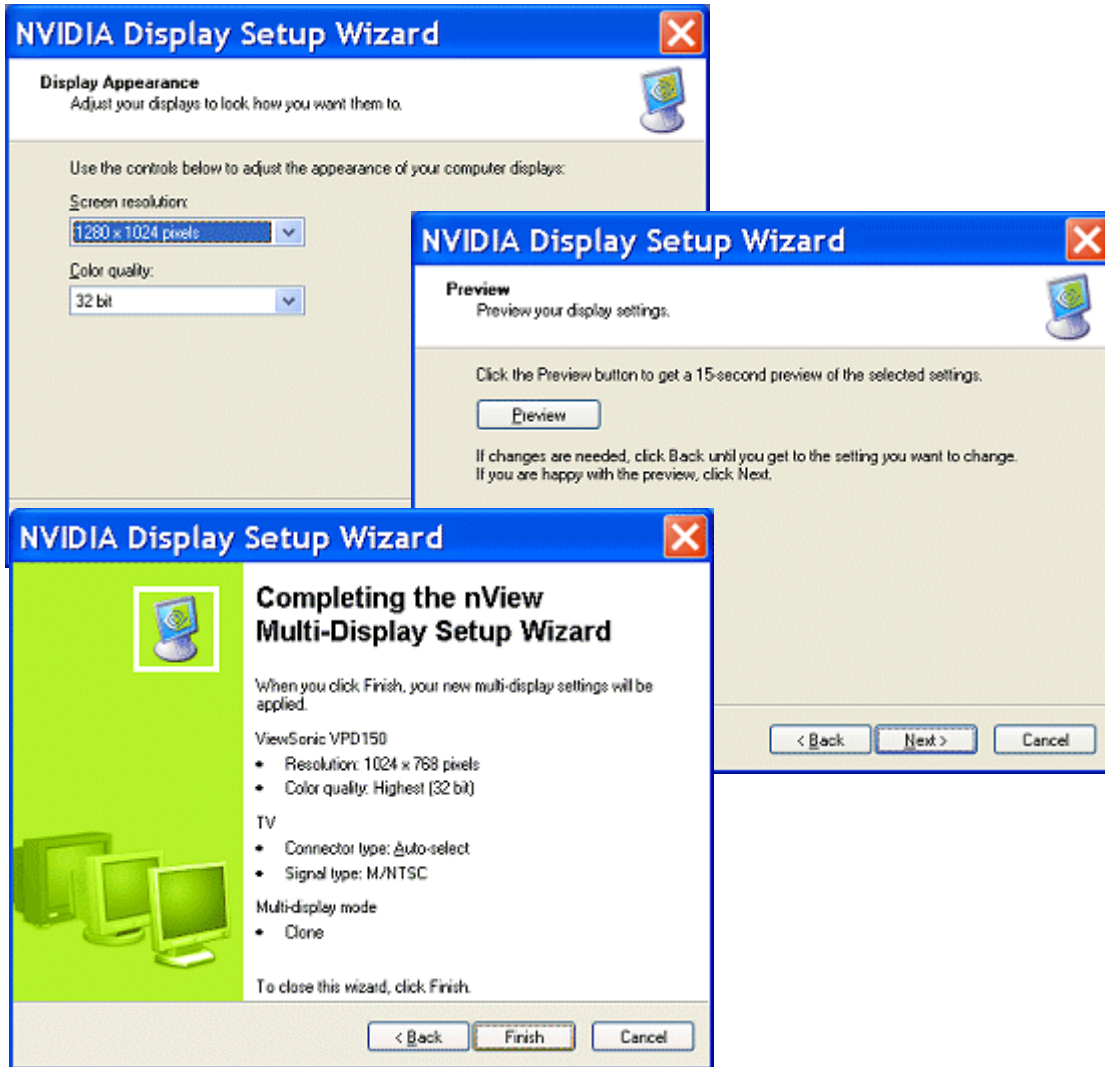 NVIDIA Display Setup Wizard
Display Appearance
Adjust your displays to look how you want them to.
Use the controls below to adjust the appearance of your computer displays:
Screen resolution:
1280 x 1024 pixels
Color quality:
32 bit
NVIDIA Display Setup Wizard
Preview
Preview your display settings.
Click the Preview button to get a 15-second preview of the selected settings.
Preview
If changes are needed, click Back until you get to the setting you want to change.
If you are happy with the preview, click Next.
< Back
Next >
Cancel
NVIDIA Display Setup Wizard
Completing the nView
Multi-Display Setup Wizard
When you click Finish, your new multi-display settings will be
applied.
ViewSonic VPD150
• Resolution: 1024 x 768 pixels
• Color quality: Highest (32 bit)
TV
• Connector type: Auto-select
• Signal type: M/NTSC
Multi-display mode
• Clone
To close this wizard, click Finish.
< Back
Finish
Cancel